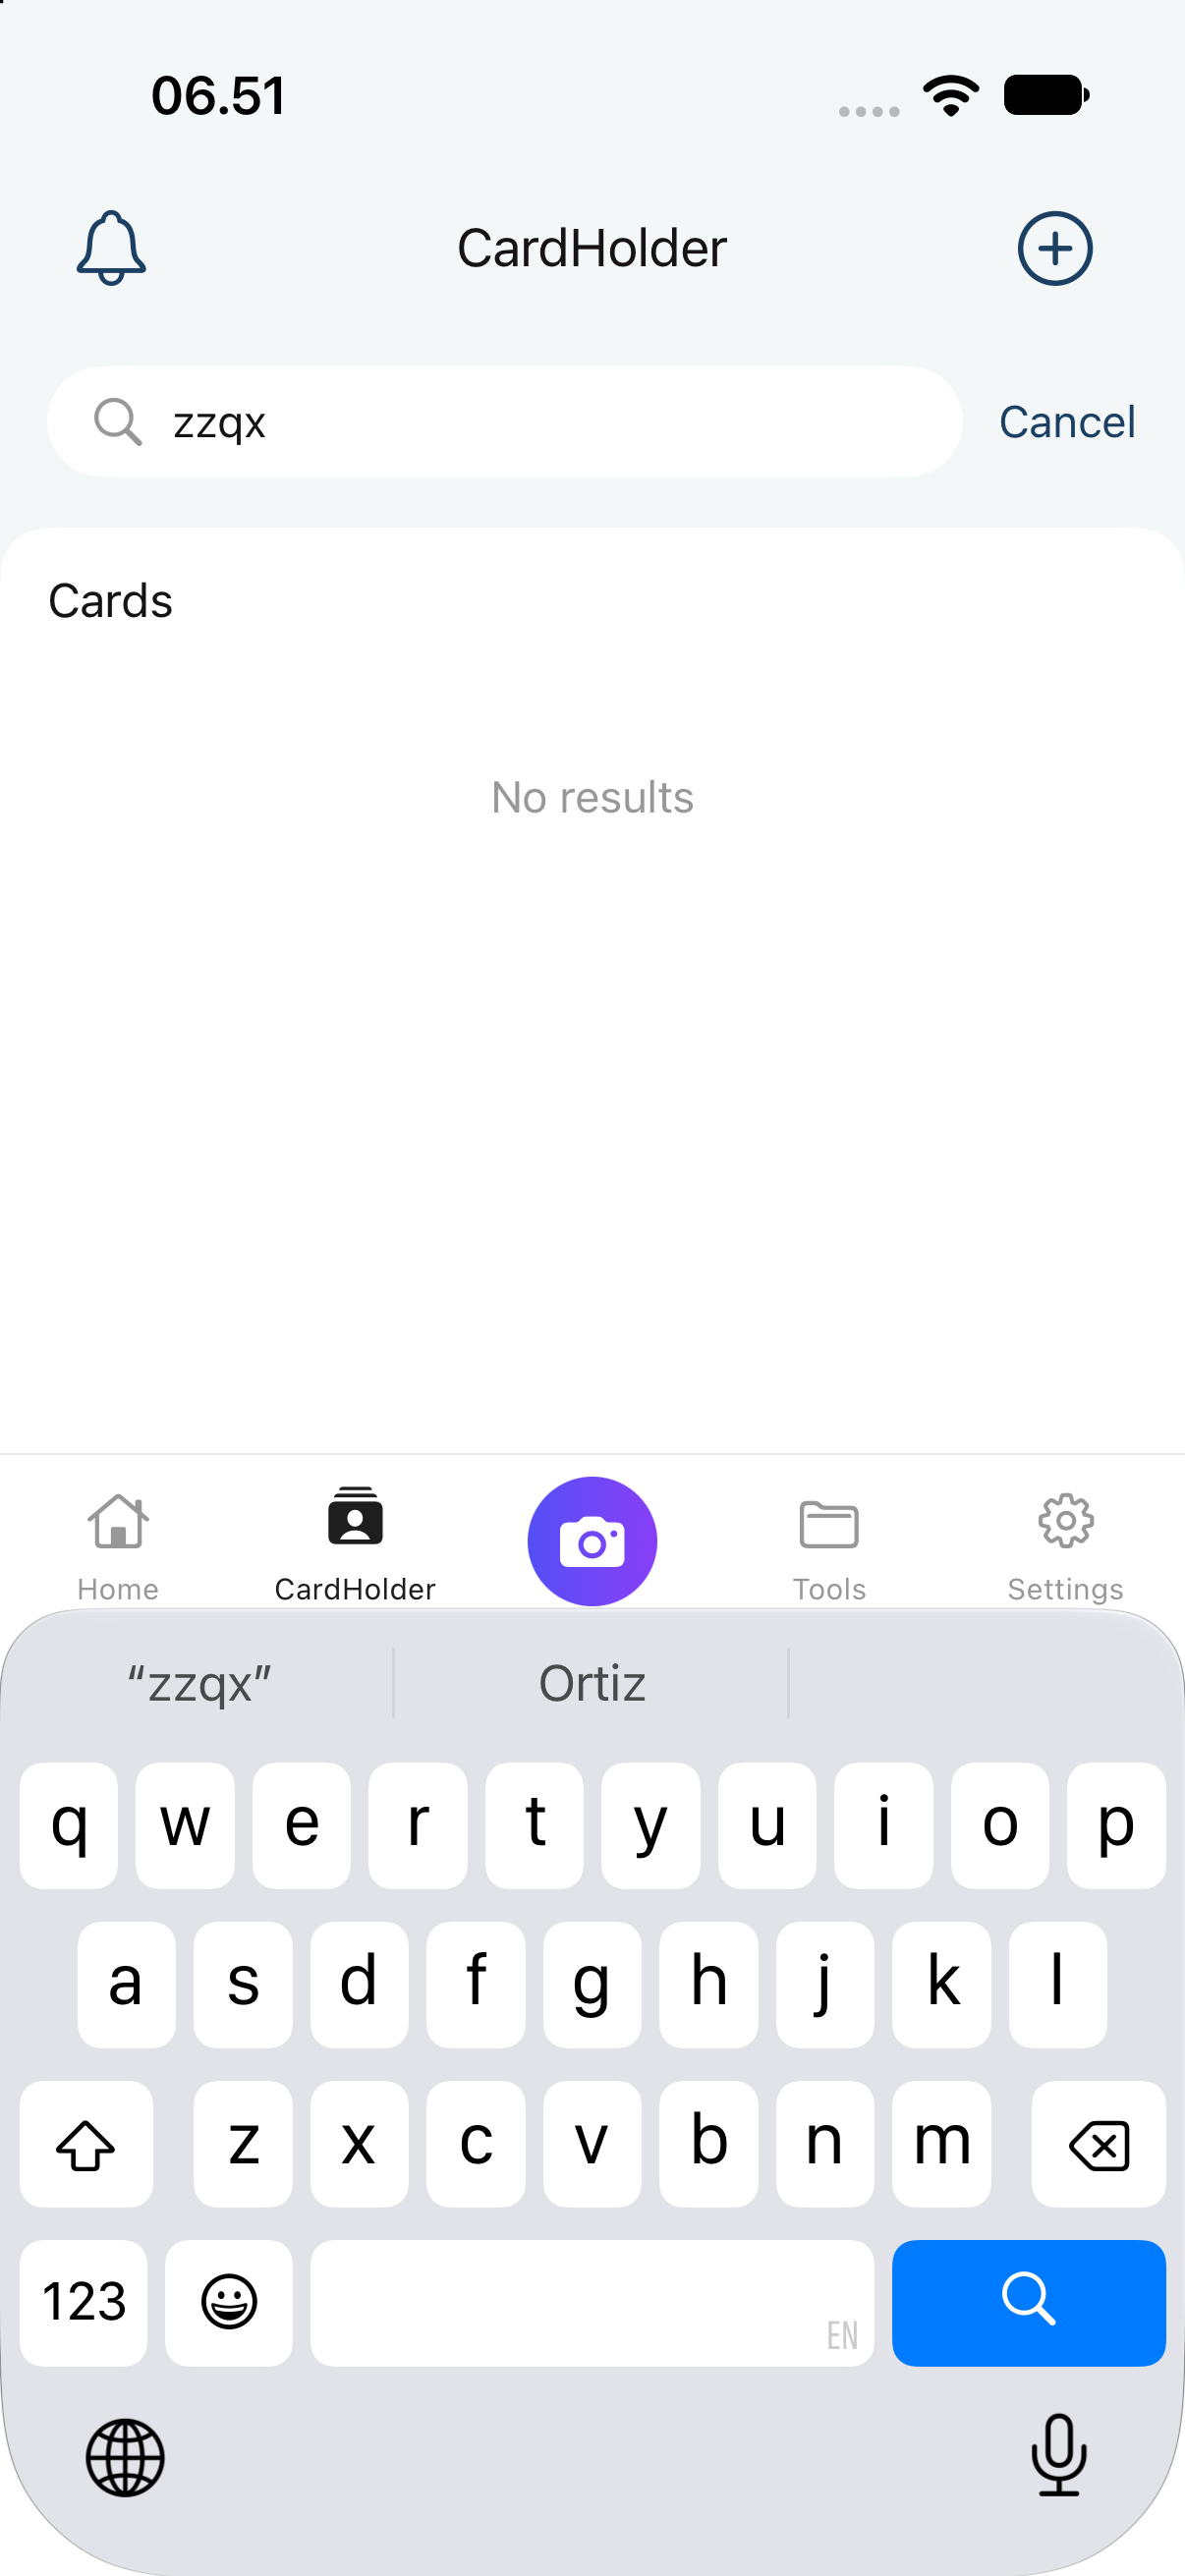 06.51
CardHolder
zzqx
Cancel
Cards
No results
Home
CardHolder
Tools
Settings
“zzqx”
Ortiz
q w e r t y u i o p
a s d f g h j k l
z x c v b n m
123
EN